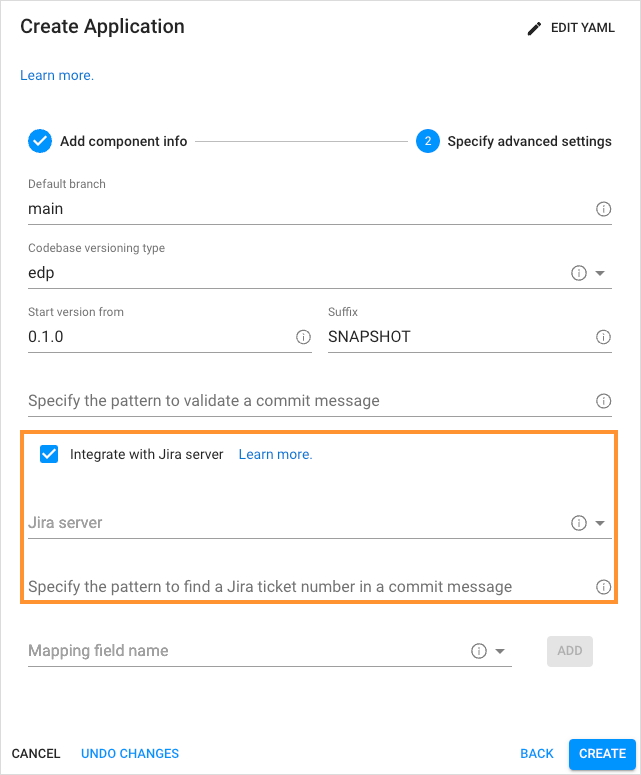 Create Application
EDIT YAML
Learn more.
Add component info
2 Specify advanced settings
Default branch
main
Codebase versioning type
edp
Start version from
0.1.0
Suffix
SNAPSHOT
Specify the pattern to validate a commit message
Integrate with Jira server Learn more.
Jira server
Specify the pattern to find a Jira ticket number in a commit message
Mapping field name
ADD
CANCEL UNDO CHANGES BACK CREATE